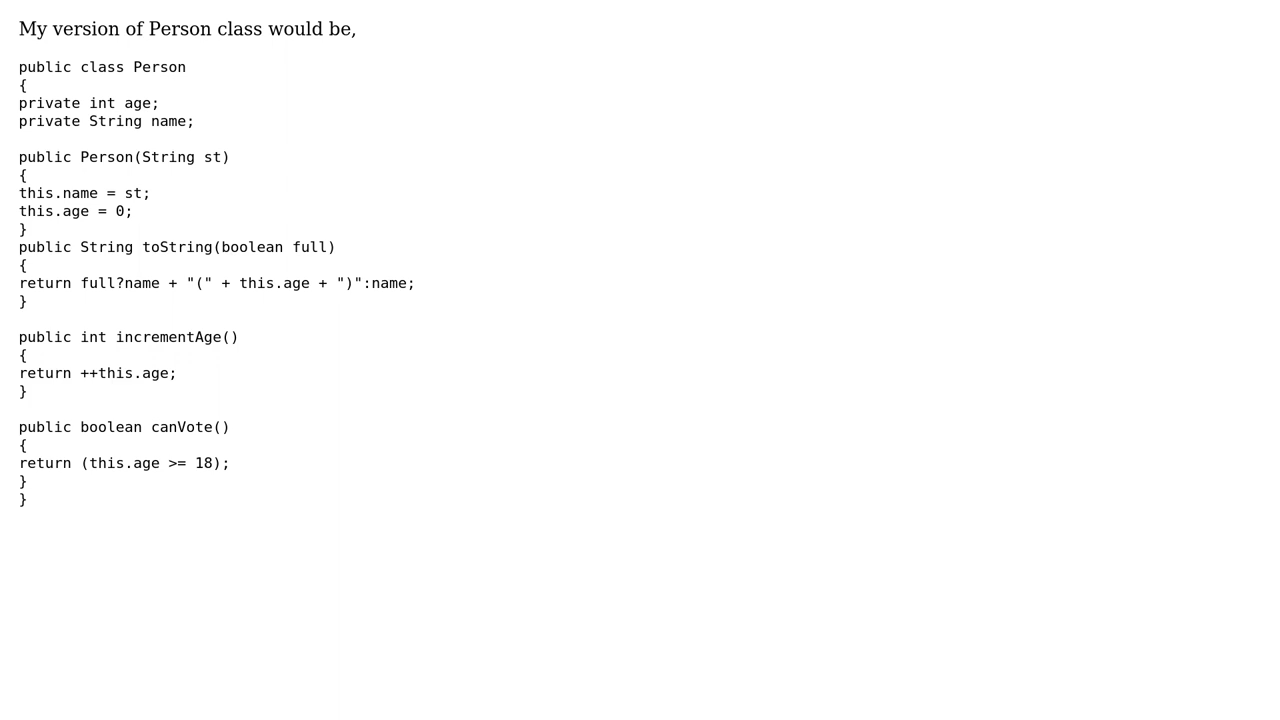 My version of Person class would be,
public class Person
{
private int age;
private String name;
public Person(String st)
{
this.name = st;
this.age = 0;
}
public String toString(boolean full)
{
return full?name + "(" + this.age + ")":name;
}
public int incrementAge()
{
return ++this.age;
}
public boolean canVote()
{
return (this.age >= 18);
}
}